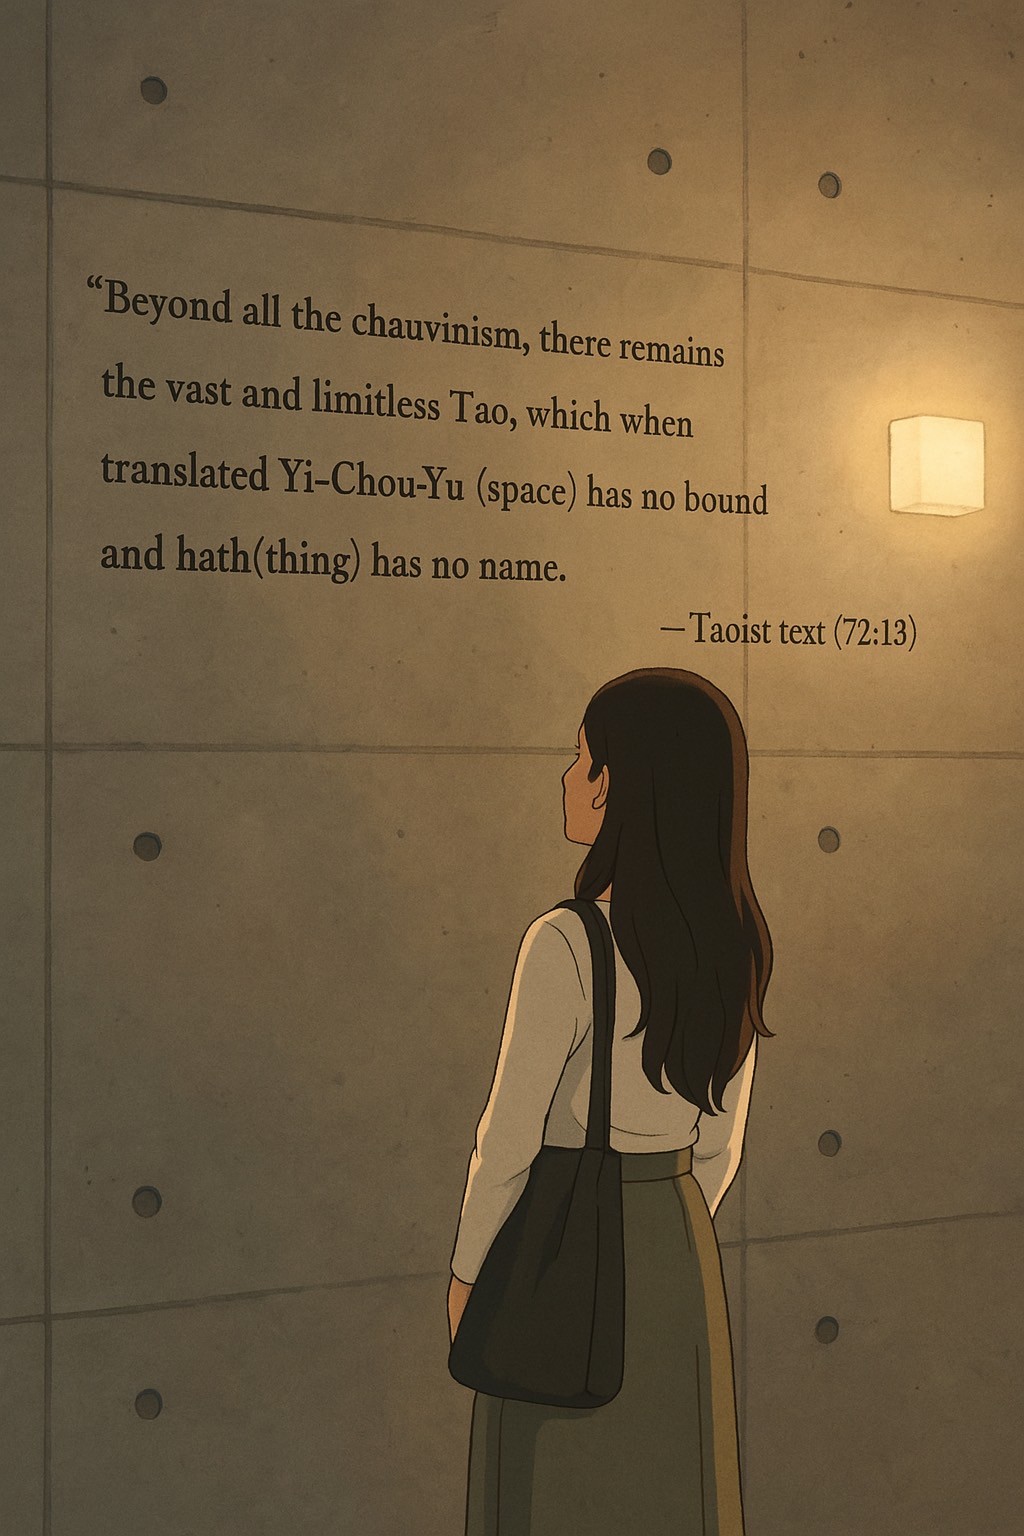 “Beyond all the chauvinism, there remains
the vast and limitless Tao, which when
translated Yi–Chou-Yu (space) has no bound
and hath(thing) has no name.
—Taoist text (72:13)